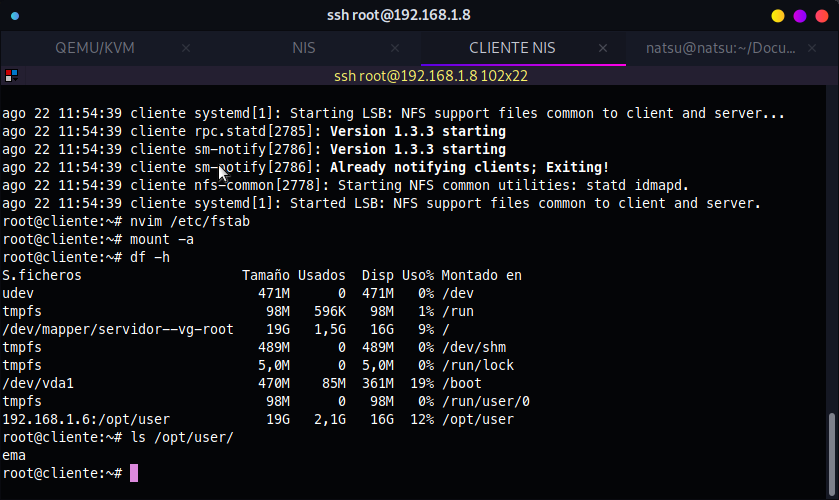 ssh root@192.168.1.8
QEMU/KVM × NIS × CLIENTE NIS × natsu@natsu:~/Docu... ×
ssh root@192.168.1.8 102x22
ago 22 11:54:39 cliente systemd[1]: Starting LSB: NFS support files common to client and server...
ago 22 11:54:39 cliente rpc.statd[2785]: Version 1.3.3 starting
ago 22 11:54:39 cliente sm-notify[2786]: Version 1.3.3 starting
ago 22 11:54:39 cliente sm-notify[2786]: Already notifying clients; Exiting!
ago 22 11:54:39 cliente nfs-common[2778]: Starting NFS common utilities: statd idmapd.
ago 22 11:54:39 cliente systemd[1]: Started LSB: NFS support files common to client and server.
root@cliente:~# nvim /etc/fstab
root@cliente:~# mount -a
root@cliente:~# df -h
S.ficheros Tamaño Usados Disp Uso% Montado en
udev 471M 0 471M 0% /dev
tmpfs 98M 596K 98M 1% /run
/dev/mapper/servidor--vg-root 19G 1,5G 16G 9% /
tmpfs 489M 0 489M 0% /dev/shm
tmpfs 5,0M 0 5,0M 0% /run/lock
/dev/vda1 470M 85M 361M 19% /boot
tmpfs 98M 0 98M 0% /run/user/0
192.168.1.6:/opt/user 19G 2,1G 16G 12% /opt/user
root@cliente:~# ls /opt/user/
ema
root@cliente:~#